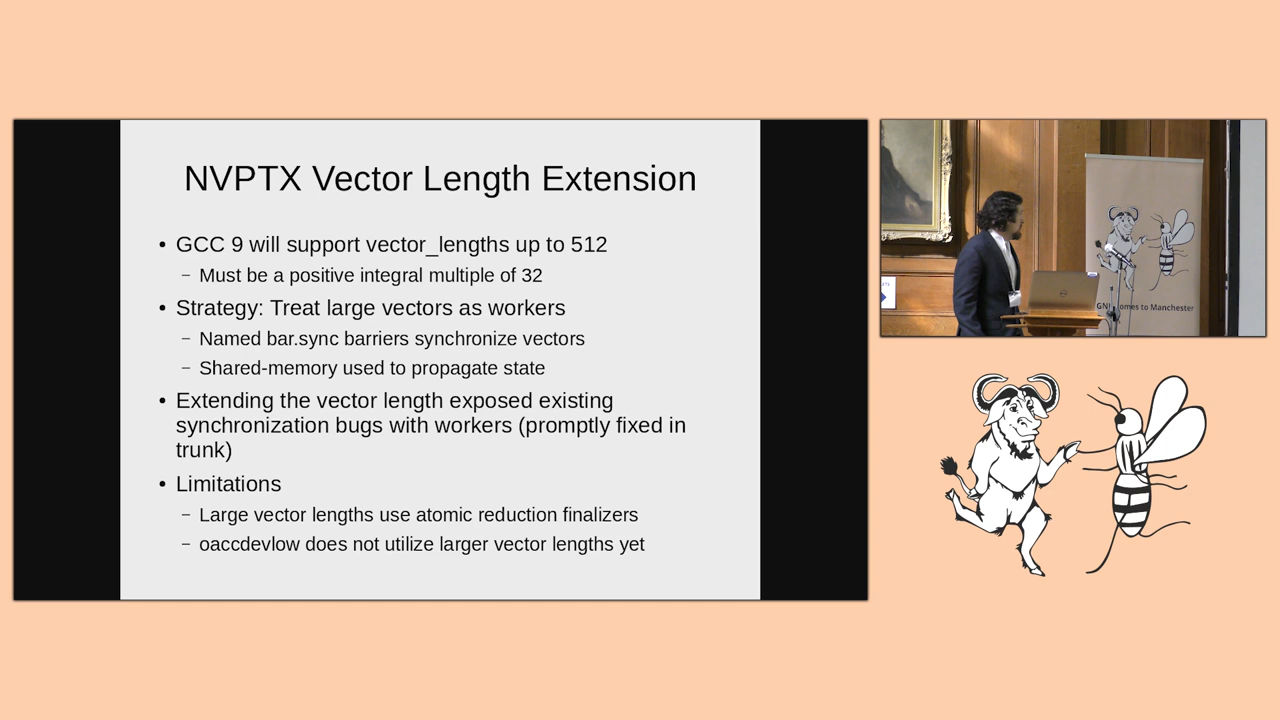 NVPTX Vector Length Extension
• GCC 9 will support vector_lengths up to 512
– Must be a positive integral multiple of 32
• Strategy: Treat large vectors as workers
– Named bar.sync barriers synchronize vectors
– Shared-memory used to propagate state
• Extending the vector length exposed existing
synchronization bugs with workers (promptly fixed in
trunk)
• Limitations
– Large vector lengths use atomic reduction finalizers
– oaccdevlow does not utilize larger vector lengths yet
to Manchester